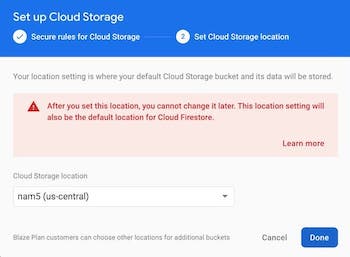 Set up Cloud Storage
Secure rules for Cloud Storage
2 Set Cloud Storage location
Your location setting is where your default Cloud Storage bucket and its data will be stored.
After you set this location, you cannot change it later. This location setting will
also be the default location for Cloud Firestore.
Learn more
Cloud Storage location
nam5 (us-central)
Blaze Plan customers can choose other locations for additional buckets
Cancel
Done